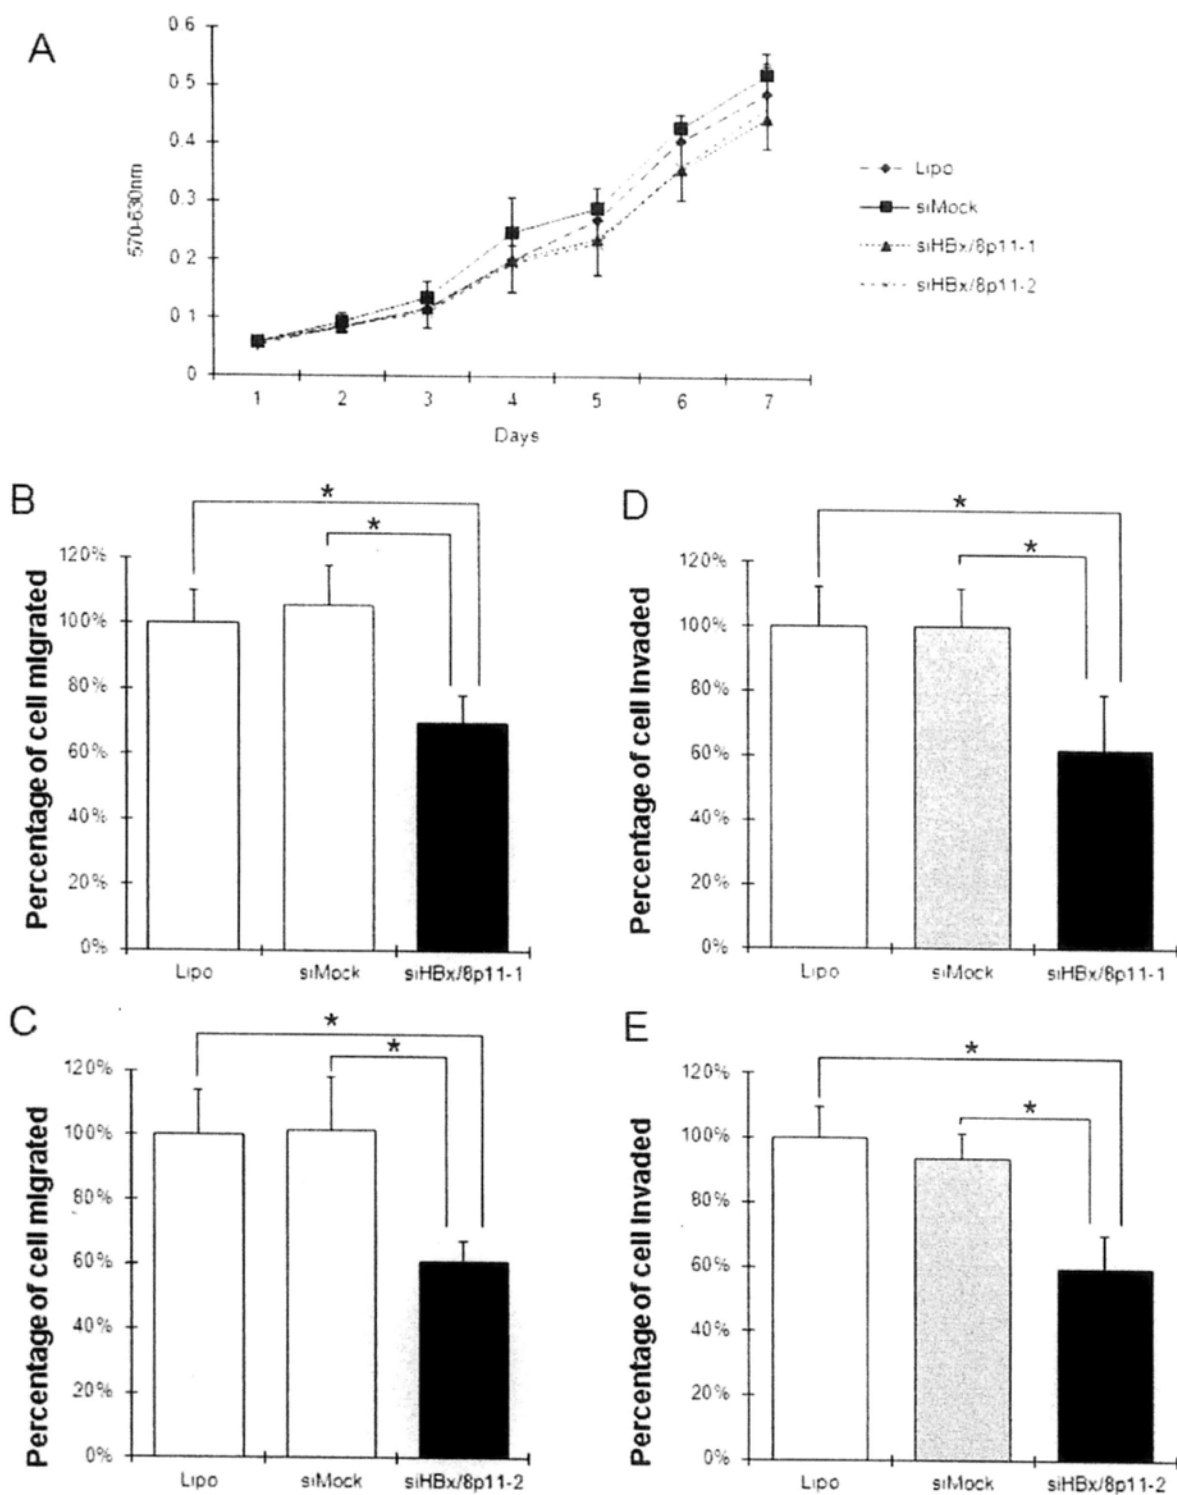 A
0.6
0.5
0.4
0.3
0.2
0.1
0
570-630nm
1 2 3 4 5 6 7
Days
Lipo
siMock
siHBx/8p11-1
siHBx/8p11-2
B
* *
120%
100%
80%
60%
40%
20%
0%
Percentage of cell migrated
Lipo siMock siHBx/8p11-1
D
* *
120%
100%
80%
60%
40%
20%
0%
Percentage of cell invaded
Lipo siMock siHBx/8p11-1
C
* *
120%
100%
80%
60%
40%
20%
0%
Percentage of cell migrated
Lipo siMock siHBx/8p11-2
E
* *
120%
100%
80%
60%
40%
20%
0%
Percentage of cell invaded
Lipo siMock siHBx/8p11-2